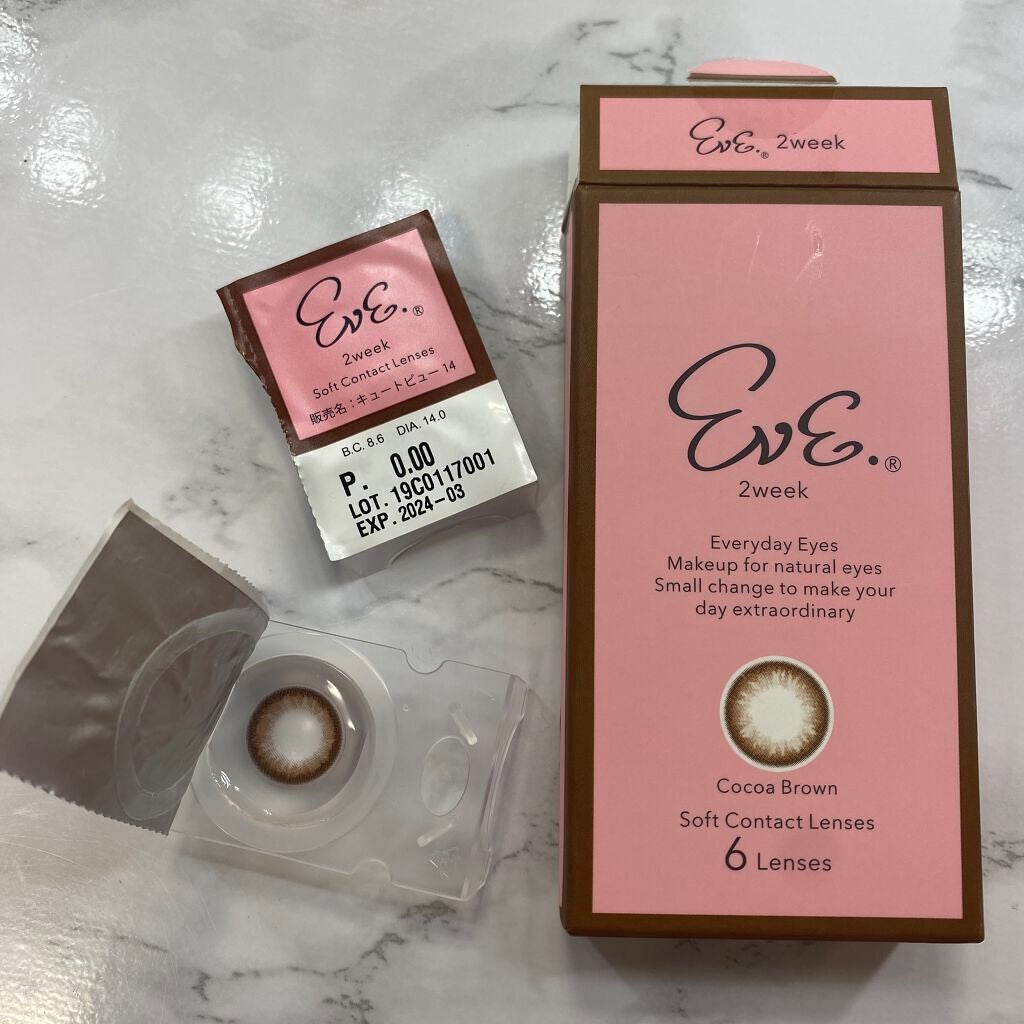 EvE.® 2week
EvE.®
2week
Everyday Eyes
Makeup for natural eyes
Small change to make your
day extraordinary
Cocoa Brown
Soft Contact Lenses
6 Lenses
EvE.®
2week
Soft Contact Lenses
販売名:キュートビュー14
B.C. 8.6 DIA. 14.0
P. 0.00
LOT. 19C0117001
EXP. 2024-03